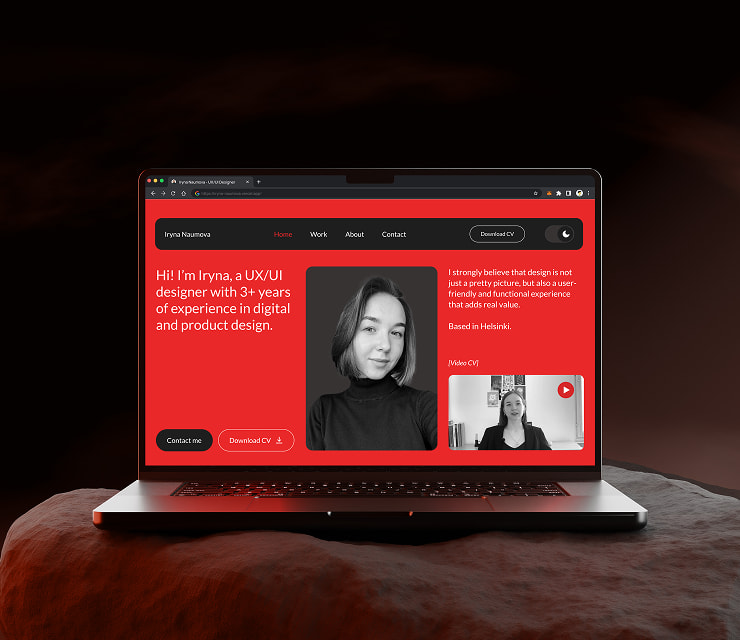 Iryna Naumova - UX/UI Designer
Iryna Naumova
Home
Work
About
Contact
Download CV
Hi! I'm Iryna, a UX/UI
designer with 3+ years
of experience in digital
and product design.
Contact me
Download CV
I strongly believe that design is not
just a pretty picture, but also a user-
friendly and functional experience
that adds real value.
Based in Helsinki.
[Video CV]